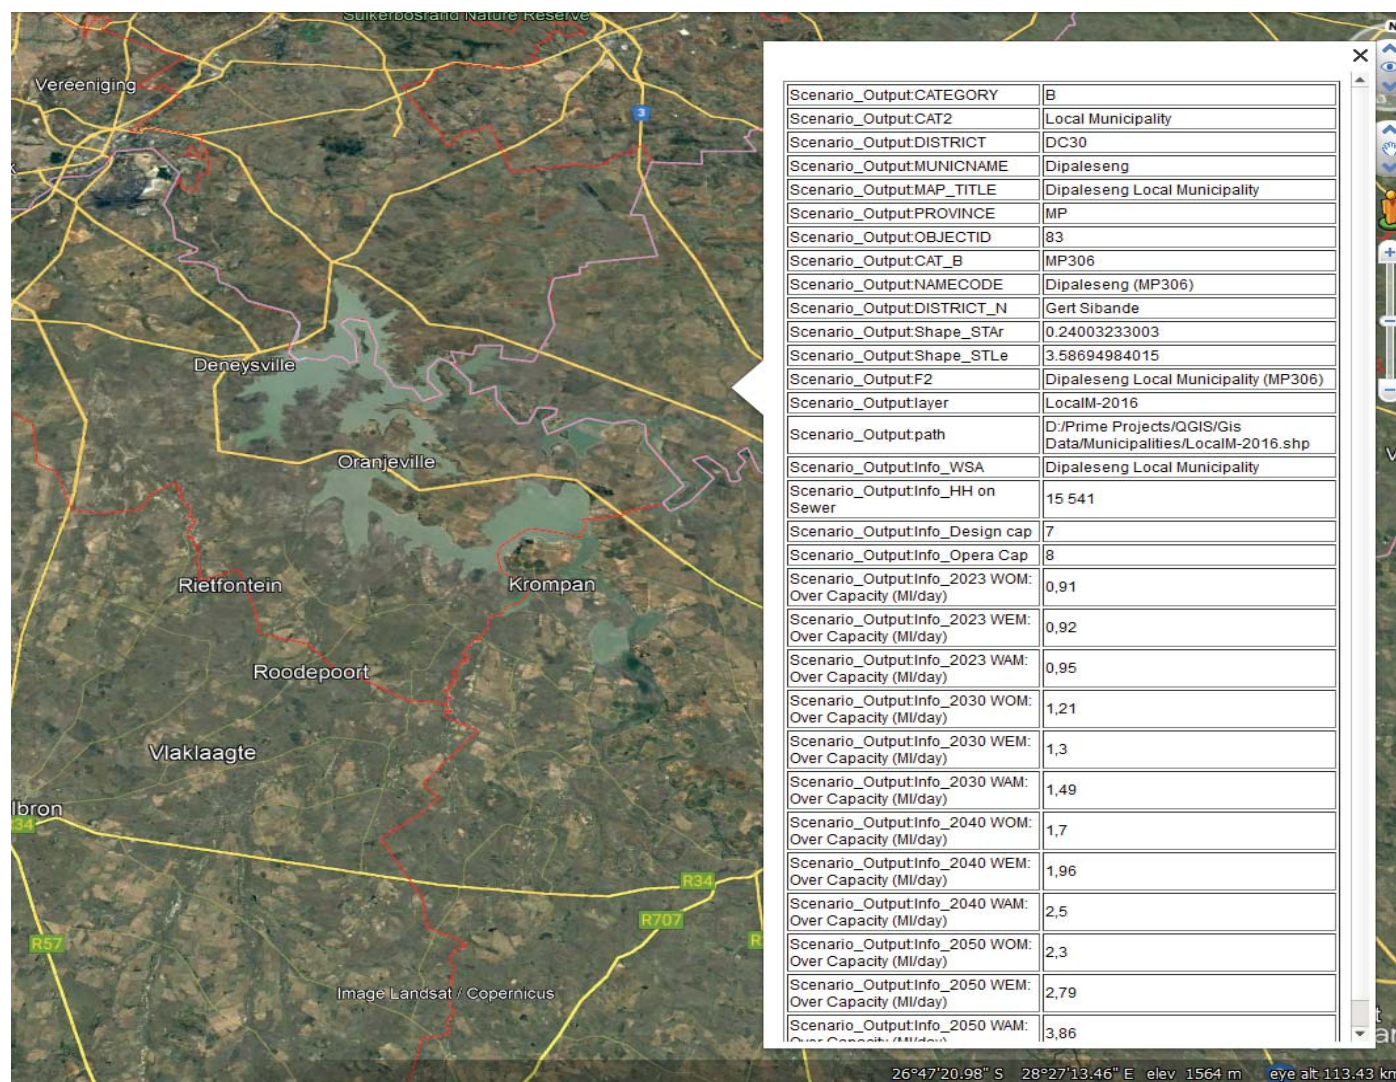 Suikerbosrand Nature Reserve
Vereeniging
3
Deneysville
Oranjeville
Rietfontein
Krompan
Roodepoort
Vlaklaagte
lbron
34
R34
R707
R57
R
Image Landsat / Copernicus
Scenario_Output:CATEGORY B
Scenario_Output:CAT2 Local Municipality
Scenario_Output:DISTRICT DC30
Scenario_Output:MUNICNAME Dipaleseng
Scenario_Output:MAP_TITLE Dipaleseng Local Municipality
Scenario_Output:PROVINCE MP
Scenario_Output:OBJECTID 83
Scenario_Output:CAT_B MP306
Scenario_Output:NAMECODE Dipaleseng (MP306)
Scenario_Output:DISTRICT_N Gert Sibande
Scenario_Output:Shape_STAr 0.24003233003
Scenario_Output:Shape_STLe 3.58694984015
Scenario_Output:F2 Dipaleseng Local Municipality (MP306)
Scenario_Output:layer LocalM-2016
Scenario_Output:path D:/Prime Projects/QGIS/Gis
Data/Municipalities/LocalM-2016.shp
Scenario_Output:Info_WSA Dipaleseng Local Municipality
Scenario_Output:Info_HH on
Sewer 15 541
Scenario_Output:Info_Design cap 7
Scenario_Output:Info_Opera Cap 8
Scenario_Output:Info_2023 WOM:
Over Capacity (Ml/day) 0,91
Scenario_Output:Info_2023 WEM:
Over Capacity (Ml/day) 0,92
Scenario_Output:Info_2023 WAM:
Over Capacity (Ml/day) 0,95
Scenario_Output:Info_2030 WOM:
Over Capacity (Ml/day) 1,21
Scenario_Output:Info_2030 WEM:
Over Capacity (Ml/day) 1,3
Scenario_Output:Info_2030 WAM:
Over Capacity (Ml/day) 1,49
Scenario_Output:Info_2040 WOM:
Over Capacity (Ml/day) 1,7
Scenario_Output:Info_2040 WEM:
Over Capacity (Ml/day) 1,96
Scenario_Output:Info_2040 WAM:
Over Capacity (Ml/day) 2,5
Scenario_Output:Info_2050 WOM:
Over Capacity (Ml/day) 2,3
Scenario_Output:Info_2050 WEM:
Over Capacity (Ml/day) 2,79
Scenario_Output:Info_2050 WAM:
Over Capacity (Ml/day) 3,86
26°47'20.98" S 28°27'13.46" E elev 1564 m eye alt 113.43 km